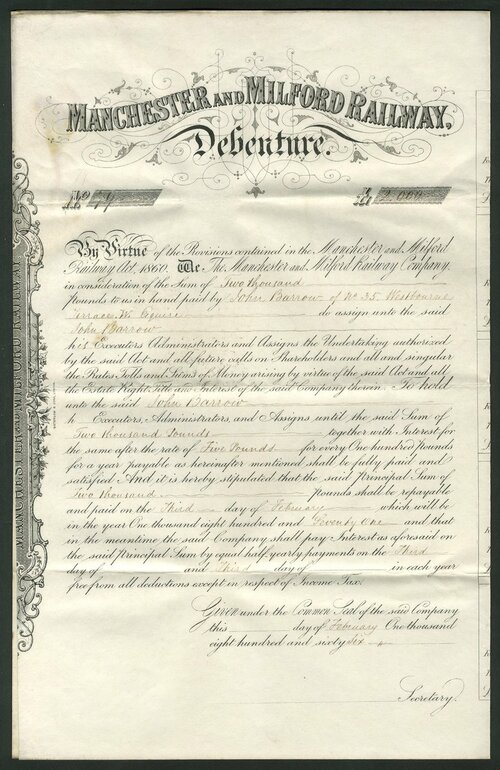 MANCHESTER AND MILFORD RAILWAY,
Debenture.
No 79
£ 2,000
By Virtue of the Provisions contained in the Manchester and Milford
Railway Act, 1860. We The Manchester and Milford Railway Company
in consideration of the Sum of Two thousand
Pounds to us in hand paid by John Barrow of No 35 Westbourne
Terrace W. Esquire do assign unto the said
John Barrow
his Executors Administrators and Assigns the Undertaking authorized
by the said Act and all future calls on Shareholders and all and singular
the Rates Tolls and Sums of Money arising by virtue of the said Act and all
the Estate Right Title and Interest of the said Company therein. To hold
unto the said John Barrow
h Executors, Administrators and Assigns until the said Sum of
Two thousand Pounds together with Interest for
the same after the rate of Five Pounds for every One Hundred Pounds
for a year payable as hereinafter mentioned shall be fully paid and
satisfied And it is hereby stipulated that the said Principal Sum of
Two thousand Pounds shall be repayable
and paid on the Third day of February which will be
in the Year One thousand eight hundred and Seventy One and that
in the meantime the said Company shall pay Interest as aforesaid on
the said Principal Sum by equal half yearly payments on the Third
day of and Third day of in each year
free from all deductions except in respect of Income Tax.
Given under the Common Seal of the said Company
this day of February One thousand
eight hundred and sixty six
Secretary.
MANCHESTER AND MILFORD RAILWAY